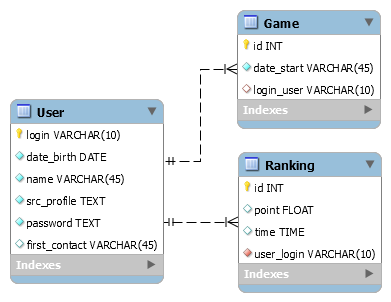 Game
id INT
date_start VARCHAR(45)
login_user VARCHAR(10)
Indexes
User
login VARCHAR(10)
date_birth DATE
name VARCHAR(45)
src_profile TEXT
password TEXT
first_contact VARCHAR(45)
Indexes
Ranking
id INT
point FLOAT
time TIME
user_login VARCHAR(10)
Indexes